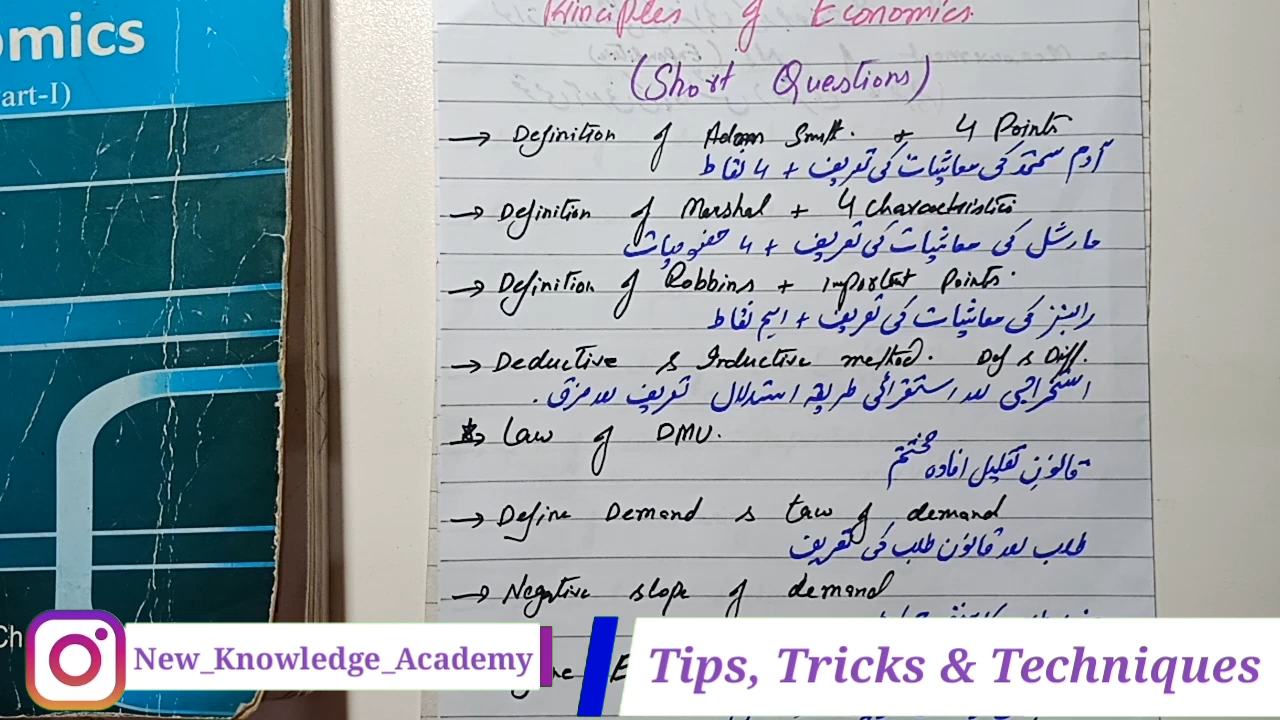 omics
art-I)
Ch
Principles of Economics.
(Short Questions)
→ Definition of Adam Smith. + 4 Points
آدم سمتھ کی معاشیات کی تعریف + 4 نقاط
→ Definition of Marshal + 4 characteristics
مارشل کی معاشیات کی تعریف + 4 خصوصیات
→ Definition of Robbins + important points.
رابنز کی معاشیات کی تعریف + اہم نقاط
→ Deductive & Inductive method. Def & Diff.
استخراجی اور استقرائی طریقہ استدلال تعریف اور فرق.
→ Law of DMU.
قانونِ تقلیل افادہ مختتم
→ Define Demand & Law of demand
طلب اور قانون طلب کی تعریف
→ Negative slope of demand
New_Knowledge_Academy
Tips, Tricks & Techniques